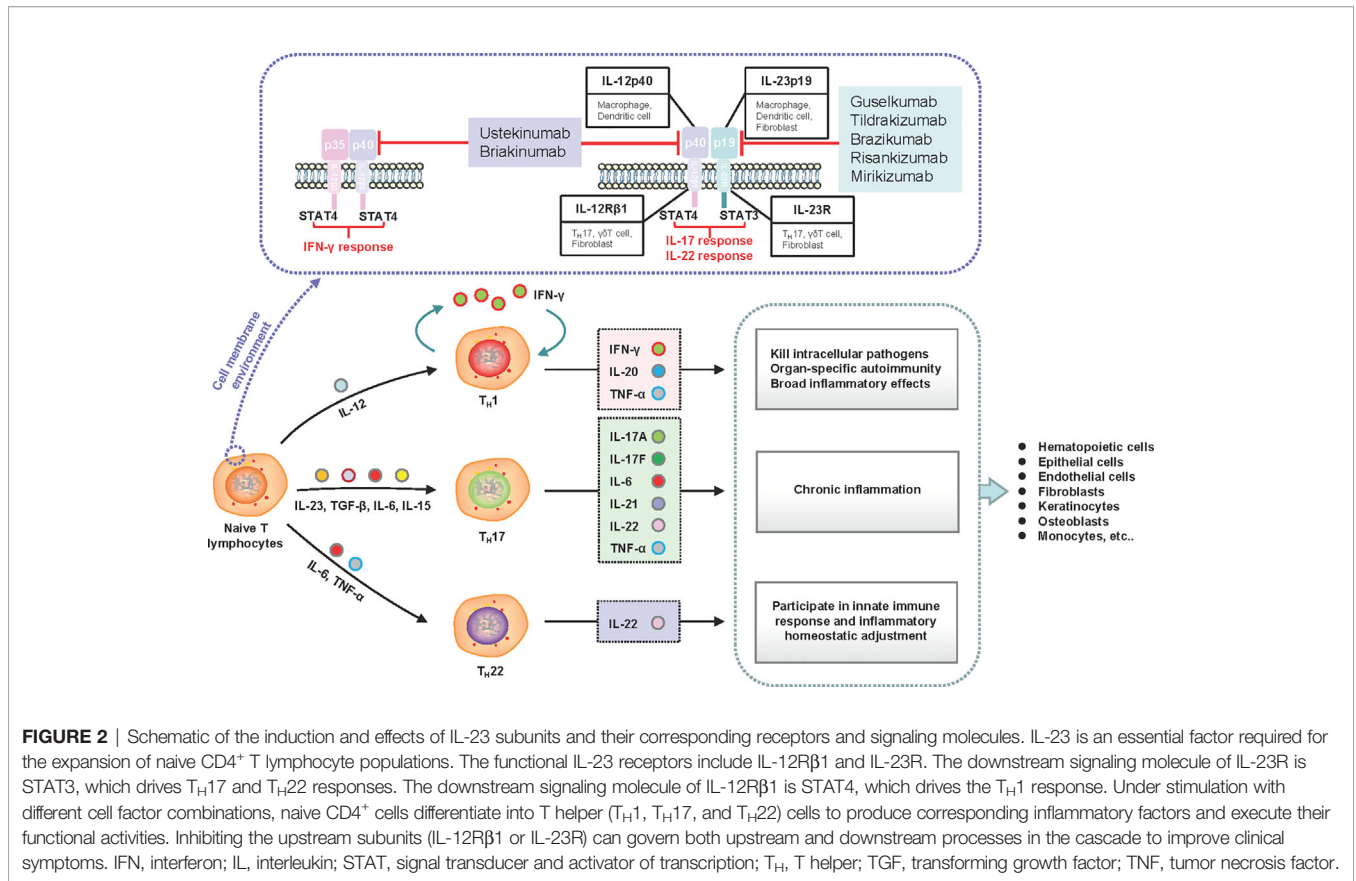 IL-12p40
Macrophage,
Dendritic cell
IL-23p19
Macrophage,
Dendritic cell,
Fibroblast
Guselkumab
Tildrakizumab
Brazikumab
Risankizumab
Mirikizumab
Ustekinumab
Briakinumab
p35
p40
p40
p19
IL-12Rβ1
TH17, γδT cell,
Fibroblast
IL-23R
TH17, γδT cell,
Fibroblast
STAT4
STAT4
IFN-γ response
STAT4
STAT3
IL-17 response
IL-22 response
Cell membrane
environment
IFN-γ
IL-12
TH1
IFN-γ
IL-20
TNF-α
Kill intracellular pathogens
Organ-specific autoimmunity
Broad inflammatory effects
Naive T
lymphocytes
IL-23, TGF-β, IL-6, IL-15
TH17
IL-17A
IL-17F
IL-6
IL-21
IL-22
TNF-α
Chronic inflammation
IL-6, TNF-α
TH22
IL-22
Participate in innate immune
response and inflammatory
homeostatic adjustment
● Hematopoietic cells
● Epithelial cells
● Endothelial cells
● Fibroblasts
● Keratinocytes
● Osteoblasts
● Monocytes, etc..
FIGURE 2 | Schematic of the induction and effects of IL-23 subunits and their corresponding receptors and signaling molecules. IL-23 is an essential factor required for
the expansion of naive CD4+ T lymphocyte populations. The functional IL-23 receptors include IL-12Rβ1 and IL-23R. The downstream signaling molecule of IL-23R is
STAT3, which drives TH17 and TH22 responses. The downstream signaling molecule of IL-12Rβ1 is STAT4, which drives the TH1 response. Under stimulation with
different cell factor combinations, naive CD4+ cells differentiate into T helper (TH1, TH17, and TH22) cells to produce corresponding inflammatory factors and execute their
functional activities. Inhibiting the upstream subunits (IL-12Rβ1 or IL-23R) can govern both upstream and downstream processes in the cascade to improve clinical
symptoms. IFN, interferon; IL, interleukin; STAT, signal transducer and activator of transcription; TH, T helper; TGF, transforming growth factor; TNF, tumor necrosis factor.